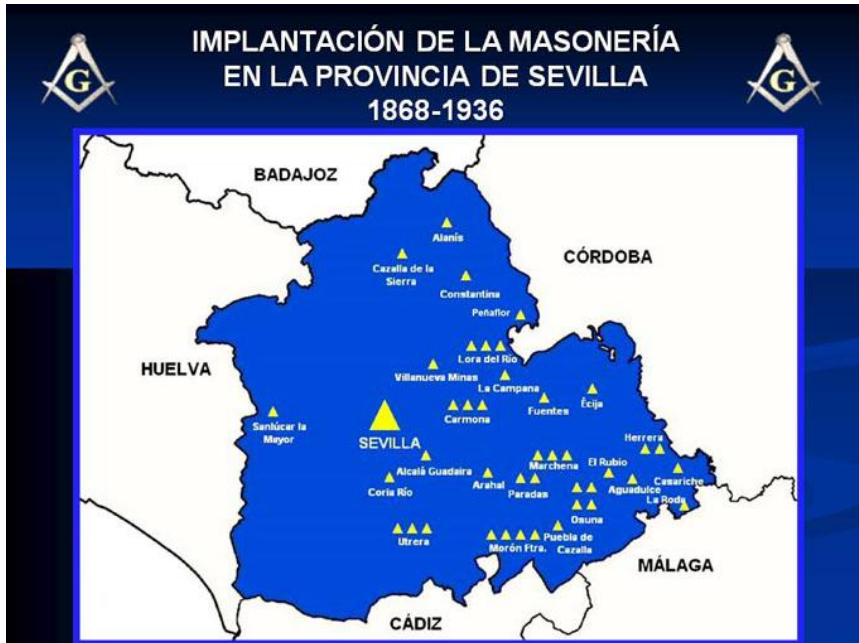 IMPLANTACIÓN DE LA MASONERÍA
EN LA PROVINCIA DE SEVILLA
1868-1936
G
G
BADAJOZ
Alanís
CÓRDOBA
Cazalla de la
Sierra
Constantina
Peñaflor
HUELVA
Lora del Río
Villanueva Minas
La Campana
Écija
Fuentes
Carmona
Sanlúcar la
Mayor
SEVILLA
Herrera
Alcalá Guadaira
Marchena
El Rubio
Casariche
Coria Río
Arahal
Paradas
Aguadulce
La Roda
Osuna
Utrera
Morón Ftra.
Puebla de
Cazalla
MÁLAGA
CÁDIZ